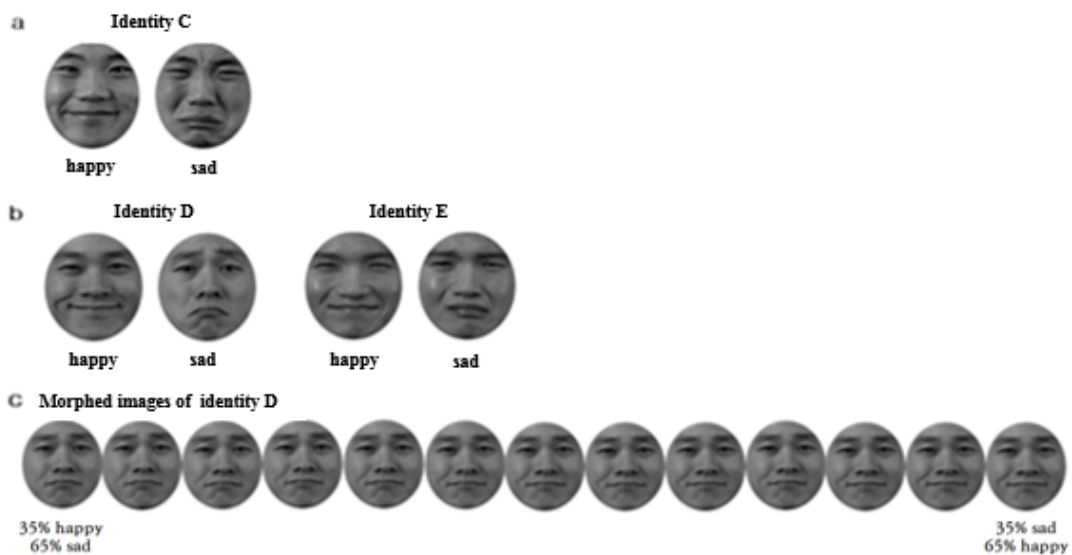 a Identity C
happy sad
b Identity D Identity E
happy sad happy sad
c Morphed images of identity D
35% happy 35% sad
65% sad 65% happy